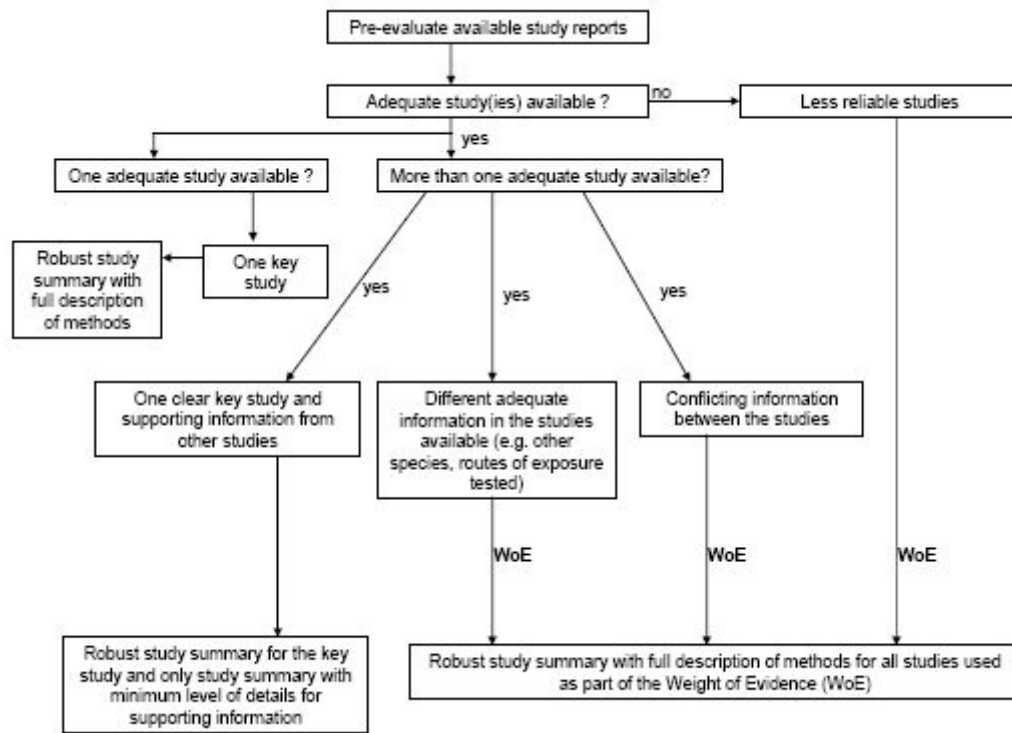 Pre-evaluate available study reports
Adequate study(ies) available ?
no
Less reliable studies
yes
One adequate study available ?
More than one adequate study available?
Robust study
summary with
full description
of methods
One key
study
yes
yes
yes
One clear key study and
supporting information from
other studies
Different adequate
information in the studies
available (e.g. other
species, routes of exposure
tested)
Conflicting information
between the studies
WoE
WoE
WoE
Robust study summary for the key
study and only study summary with
minimum level of details for
supporting information
Robust study summary with full description of methods for all studies used
as part of the Weight of Evidence (WoE)